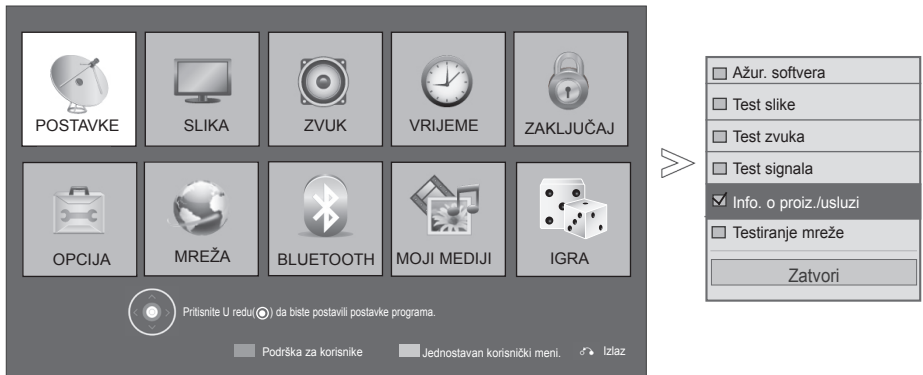 POSTAVKE
SLIKA
ZVUK
VRIJEME
ZAKLJUČAJ
OPCIJA
MREŽA
BLUETOOTH
MOJI MEDIJI
IGRA
Pritisnite U redu(◉) da biste postavili postavke programa.
Podrška za korisnike
Jednostavan korisnički meni.
Izlaz
Ažur. softvera
Test slike
Test zvuka
Test signala
Info. o proiz./usluzi
Testiranje mreže
Zatvori